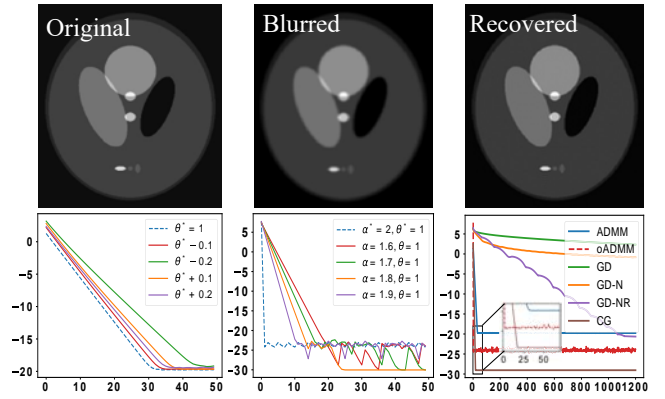 Original
Blurred
Recovered
0
−5
−10
−15
−20
0 10 20 30 40 50
θ* = 1
θ* − 0.1
θ* − 0.2
θ* + 0.1
θ* + 0.2
5
0
−5
−10
−15
−20
−25
−30
0 10 20 30 40 50
α* = 2, θ* = 1
α = 1.6, θ = 1
α = 1.7, θ = 1
α = 1.8, θ = 1
α = 1.9, θ = 1
5
0
−5
−10
−15
−20
−25
−30
0 200 400 600 800 1000 1200
ADMM
oADMM
GD
GD-N
GD-NR
CG
0 25 50